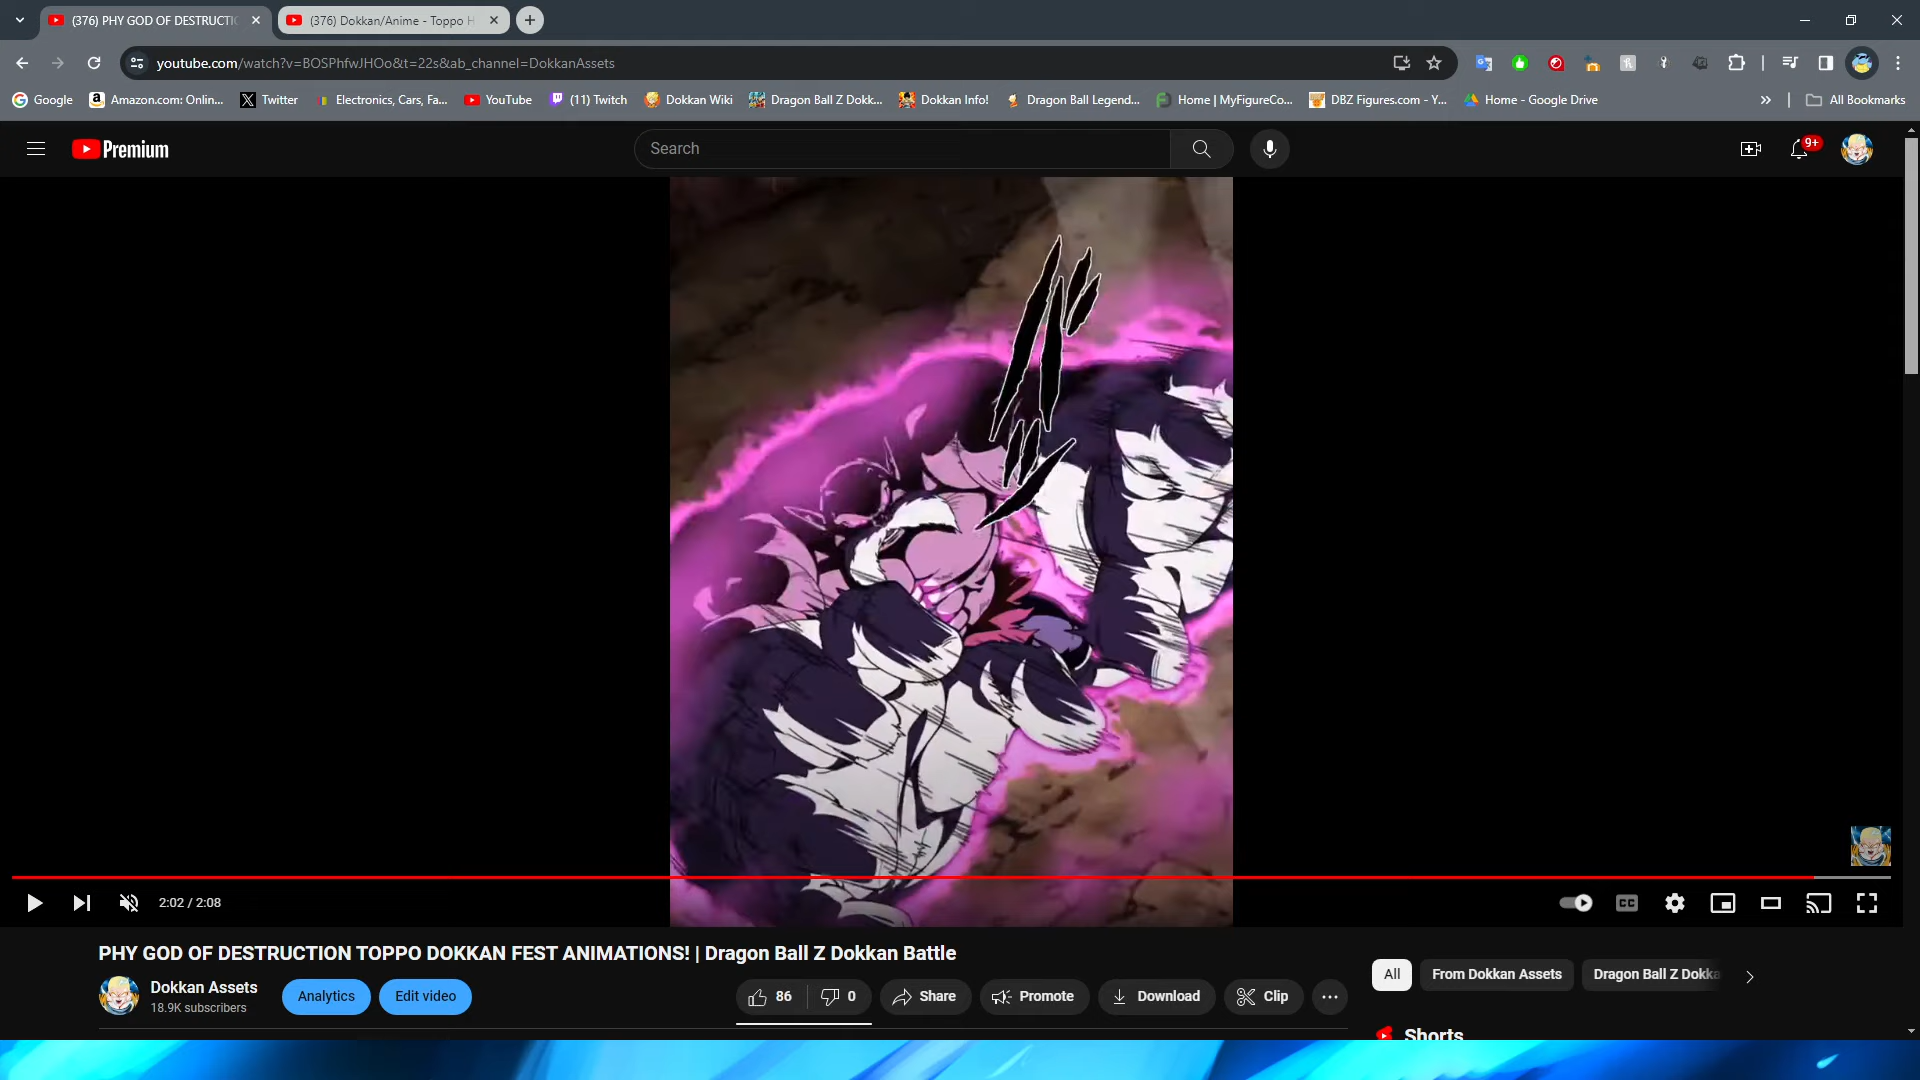 (376) PHY GOD OF DESTRUCTIO
(376) Dokkan/Anime - Toppo H
youtube.com/watch?v=BOSPhfwJHOo&t=22s&ab_channel=DokkanAssets
Google
Amazon.com: Onlin...
Twitter
Electronics, Cars, Fa...
YouTube
(11) Twitch
Dokkan Wiki
Dragon Ball Z Dokk...
Dokkan Info!
Dragon Ball Legend...
Home | MyFigureCo...
DBZ Figures.com - Y...
Home - Google Drive
All Bookmarks
Premium
Search
9+
2:02 / 2:08
CC
PHY GOD OF DESTRUCTION TOPPO DOKKAN FEST ANIMATIONS! | Dragon Ball Z Dokkan Battle
Dokkan Assets
18.9K subscribers
Analytics
Edit video
86
0
Share
Promote
Download
Clip
All
From Dokkan Assets
Dragon Ball Z Dokka
Shorts